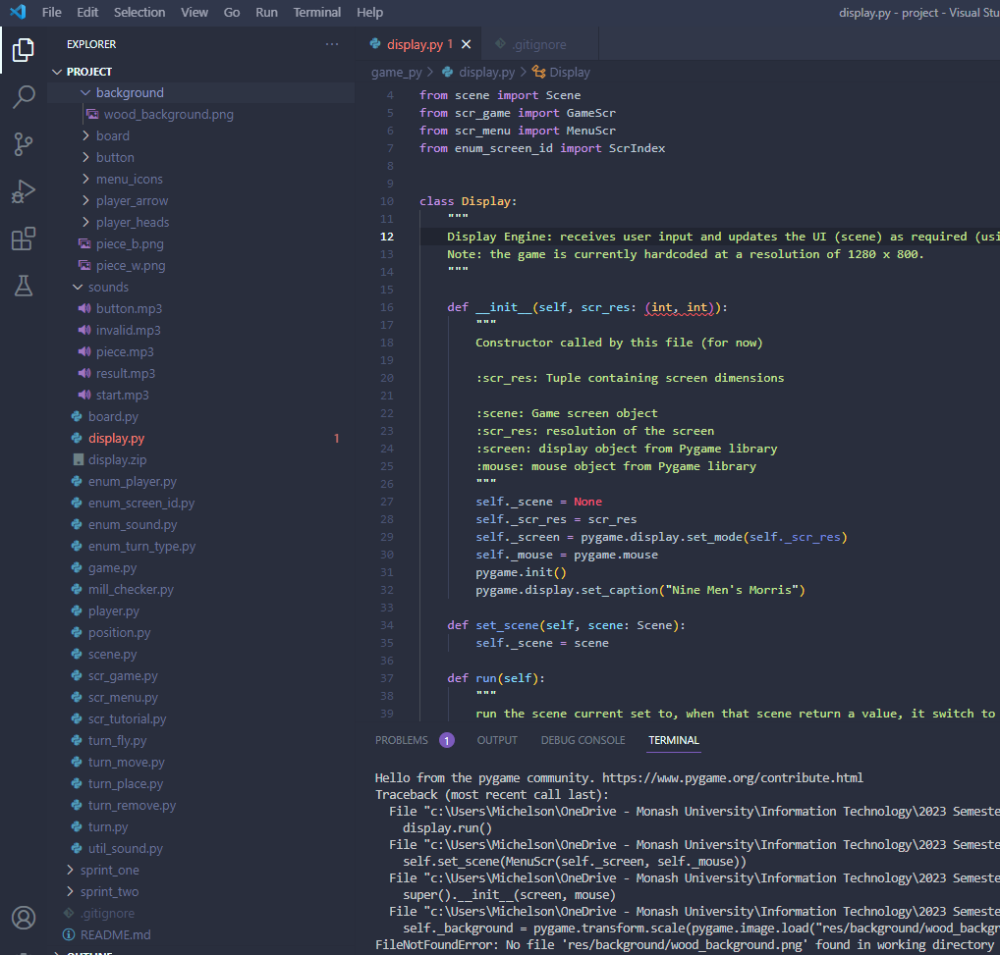 File Edit Selection View Go Run Terminal Help display.py - project - Visual Stu
EXPLORER ···
PROJECT
background
wood_background.png
board
button
menu_icons
player_arrow
player_heads
piece_b.png
piece_w.png
sounds
button.mp3
invalid.mp3
piece.mp3
result.mp3
start.mp3
board.py
display.py 1
display.zip
enum_player.py
enum_screen_id.py
enum_sound.py
enum_turn_type.py
game.py
mill_checker.py
player.py
position.py
scene.py
scr_game.py
scr_menu.py
scr_tutorial.py
turn_fly.py
turn_move.py
turn_place.py
turn_remove.py
turn.py
util_sound.py
sprint_one
sprint_two
.gitignore
README.md
OUTLINE
display.py 1 .gitignore
game_py > display.py > Display
4 from scene import Scene
5 from scr_game import GameScr
6 from scr_menu import MenuScr
7 from enum_screen_id import ScrIndex
8
9
10 class Display:
11 """
12 Display Engine: receives user input and updates the UI (scene) as required (usi
13 Note: the game is currently hardcoded at a resolution of 1280 x 800.
14 """
15
16 def __init__(self, scr_res: (int, int)):
17 """
18 Constructor called by this file (for now)
19
20 :scr_res: Tuple containing screen dimensions
21
22 :scene: Game screen object
23 :scr_res: resolution of the screen
24 :screen: display object from Pygame library
25 :mouse: mouse object from Pygame library
26 """
27 self._scene = None
28 self._scr_res = scr_res
29 self._screen = pygame.display.set_mode(self._scr_res)
30 self._mouse = pygame.mouse
31 pygame.init()
32 pygame.display.set_caption("Nine Men's Morris")
33
34 def set_scene(self, scene: Scene):
35 self._scene = scene
36
37 def run(self):
38 """
39 run the scene current set to, when that scene return a value, it switch to
PROBLEMS 1 OUTPUT DEBUG CONSOLE TERMINAL
Hello from the pygame community. https://www.pygame.org/contribute.html
Traceback (most recent call last):
File "c:\Users\Michelson\OneDrive - Monash University\Information Technology\2023 Semeste
display.run()
File "c:\Users\Michelson\OneDrive - Monash University\Information Technology\2023 Semeste
self.set_scene(MenuScr(self._screen, self._mouse))
File "c:\Users\Michelson\OneDrive - Monash University\Information Technology\2023 Semeste
super().__init__(screen, mouse)
File "c:\Users\Michelson\OneDrive - Monash University\Information Technology\2023 Semeste
self._background = pygame.transform.scale(pygame.image.load("res/background/wood_backgr
FileNotFoundError: No file 'res/background/wood_background.png' found in working directory